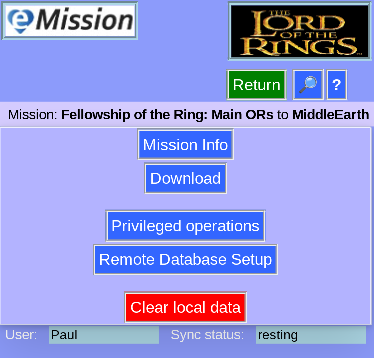 eMission
THE LORD
OF THE
RINGS
Return 🔎 ?
Mission: Fellowship of the Ring: Main ORs to MiddleEarth
Mission Info
Download
Privileged operations
Remote Database Setup
Clear local data
User: Paul Sync status: resting